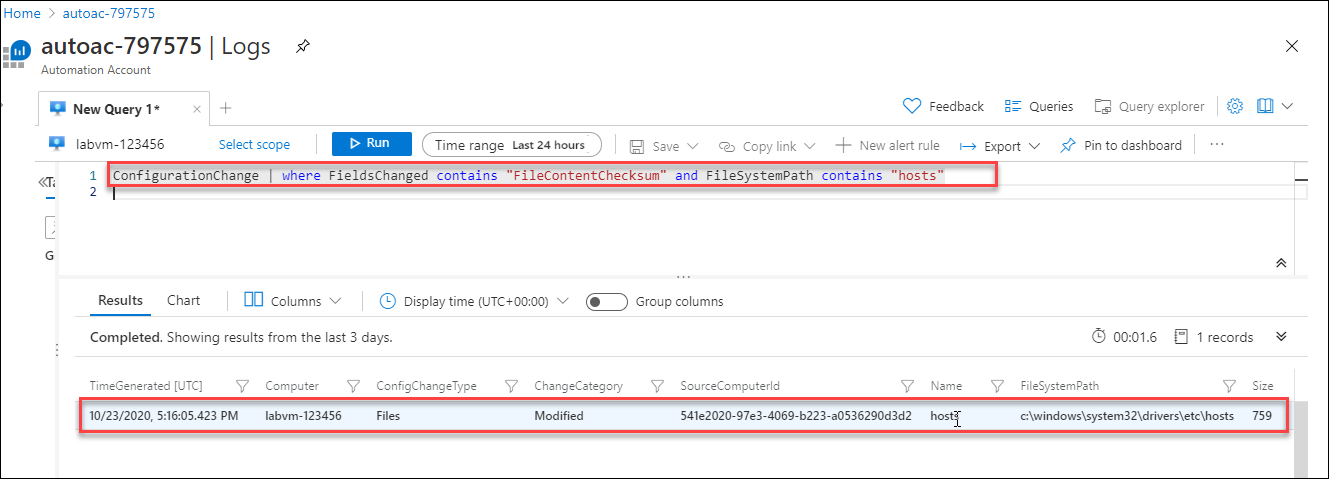 Home > autoac-797575
autoac-797575 | Logs
Automation Account
New Query 1* × +
Feedback Queries Query explorer
labvm-123456 Select scope Run Time range Last 24 hours Save Copy link New alert rule Export Pin to dashboard ...
« Ta
1 ConfigurationChange | where FieldsChanged contains "FileContentChecksum" and FileSystemPath contains "hosts"
2
G
Results Chart Columns Display time (UTC+00:00) Group columns
Completed. Showing results from the last 3 days. 00:01.6 1 records
TimeGenerated [UTC] Computer ConfigChangeType ChangeCategory SourceComputerId Name FileSystemPath Size
10/23/2020, 5:16:05.423 PM labvm-123456 Files Modified 541e2020-97e3-4069-b223-a0536290d3d2 hosts c:\windows\system32\drivers\etc\hosts 759